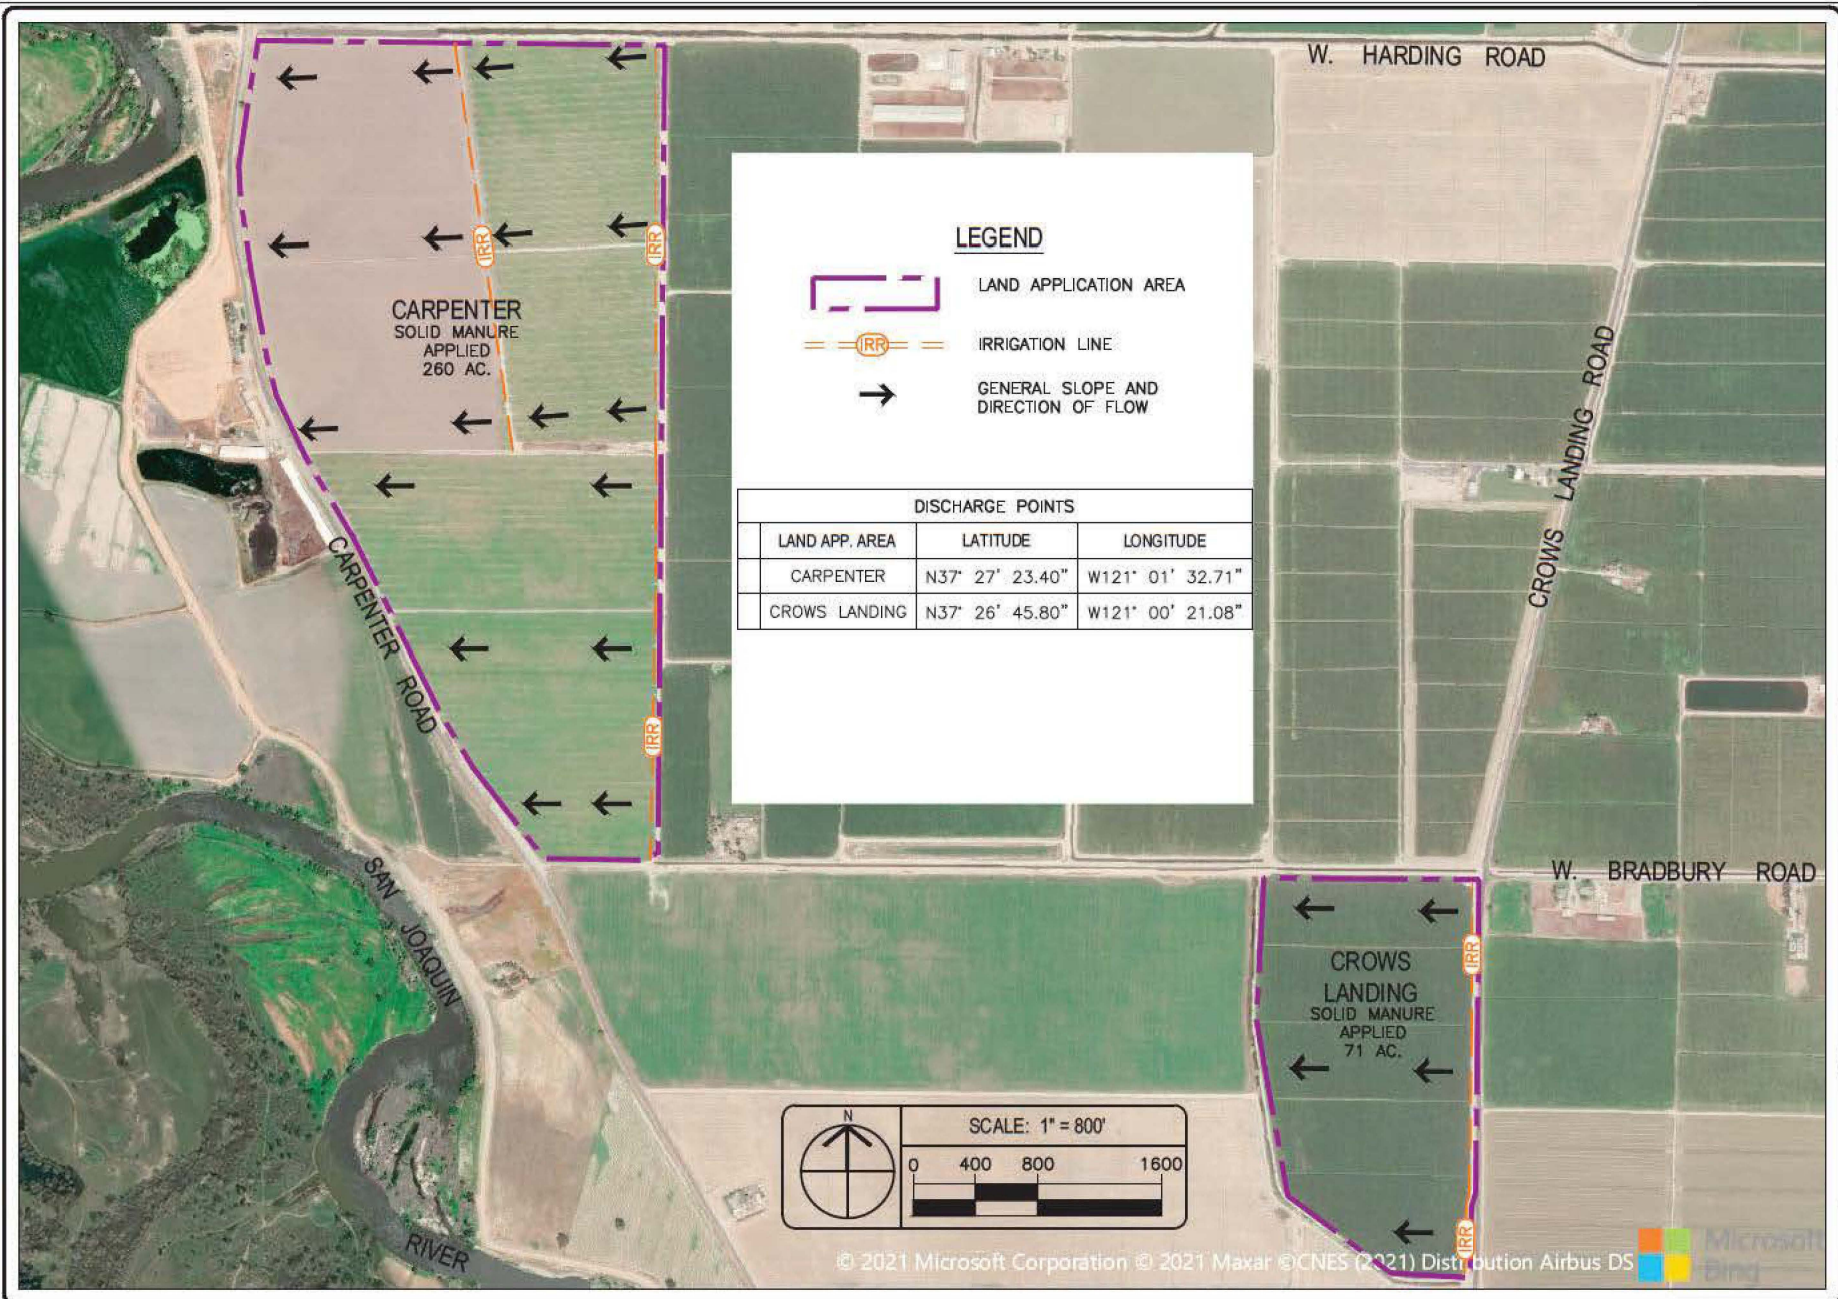 W. HARDING ROAD
LEGEND
LAND APPLICATION AREA
IRR
IRRIGATION LINE
GENERAL SLOPE AND
DIRECTION OF FLOW
DISCHARGE POINTS
LAND APP. AREA LATITUDE LONGITUDE
CARPENTER N37° 27' 23.40" W121° 01' 32.71"
CROWS LANDING N37° 26' 45.80" W121° 00' 21.08"
IRR
IRR
CARPENTER
SOLID MANURE
APPLIED
260 AC.
IRR
CARPENTER ROAD
CROWS LANDING ROAD
W. BRADBURY ROAD
SAN JOAQUIN RIVER
IRR
CROWS
LANDING
SOLID MANURE
APPLIED
71 AC.
IRR
N
SCALE: 1" = 800'
0 400 800 1600
© 2021 Microsoft Corporation © 2021 Maxar ©CNES (2021) Distribution Airbus DS
Microsoft
Bing